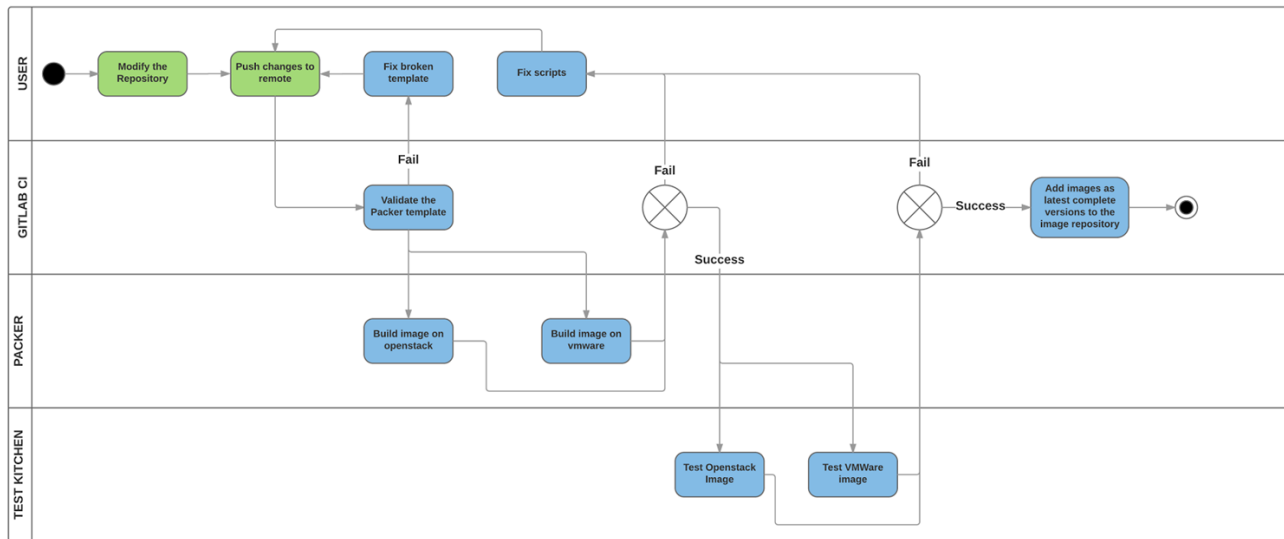 USER
Modify the
Repository
Push changes to
remote
Fix broken
template
Fix scripts
GITLAB CI
Fail
Validate the
Packer template
Fail
Success
Fail
Success
Add images as
latest complete
versions to the
image repository
PACKER
Build image on
openstack
Build image on
vmware
TEST KITCHEN
Test Openstack
Image
Test VMWare
image